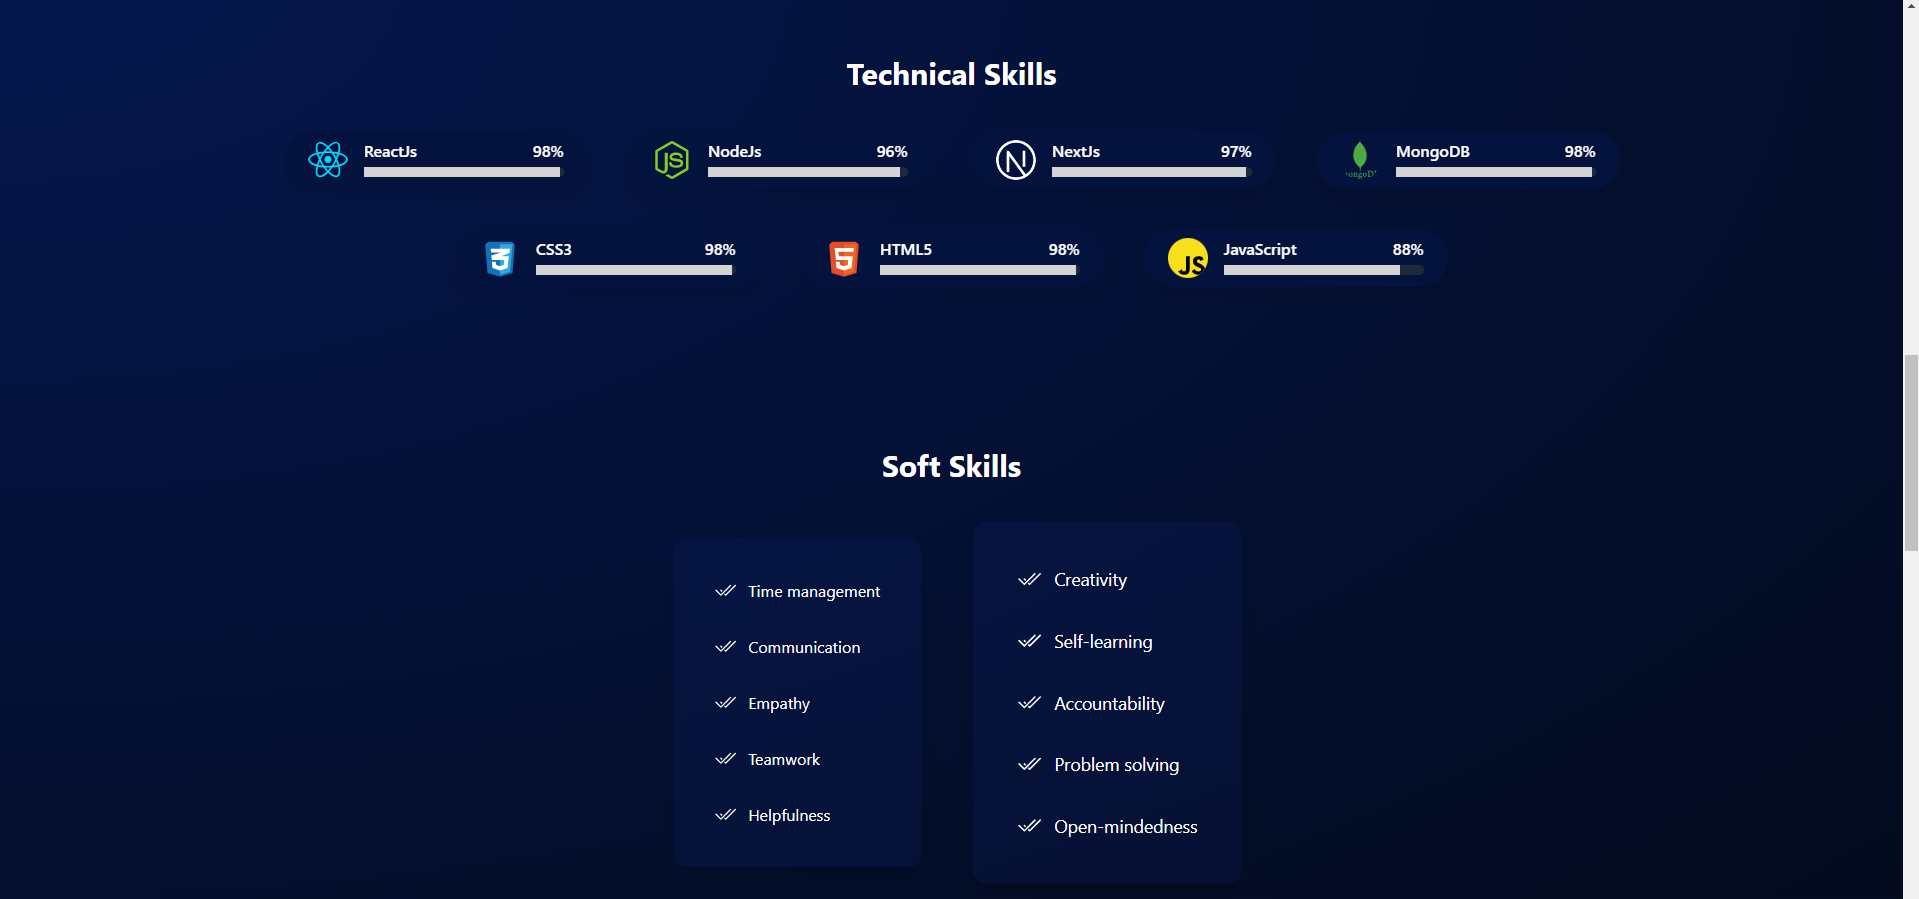 Technical Skills
ReactJs 98%
NodeJs 96%
NextJs 97%
MongoDB 98%
CSS3 98%
HTML5 98%
JavaScript 88%
JS
JS
Soft Skills
Time management
Communication
Empathy
Teamwork
Helpfulness
Creativity
Self-learning
Accountability
Problem solving
Open-mindedness